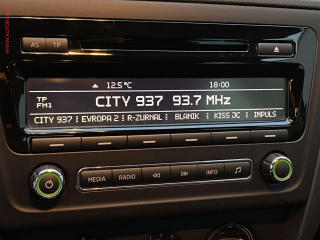 AS TP
12.5°C 18:00
TP
FM1
CITY 937 93.7 MHz
CITY 937 EVROPA 2 R-ZURNAL BLANIK KISS JC IMPULS
MEDIA RADIO INFO